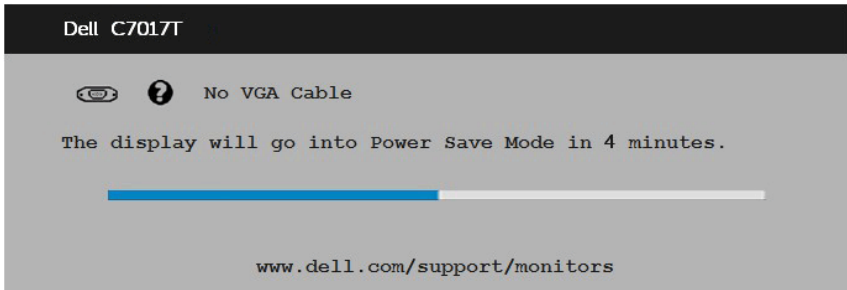 Dell C7017T
No VGA Cable
The display will go into Power Save Mode in 4 minutes.
www.dell.com/support/monitors